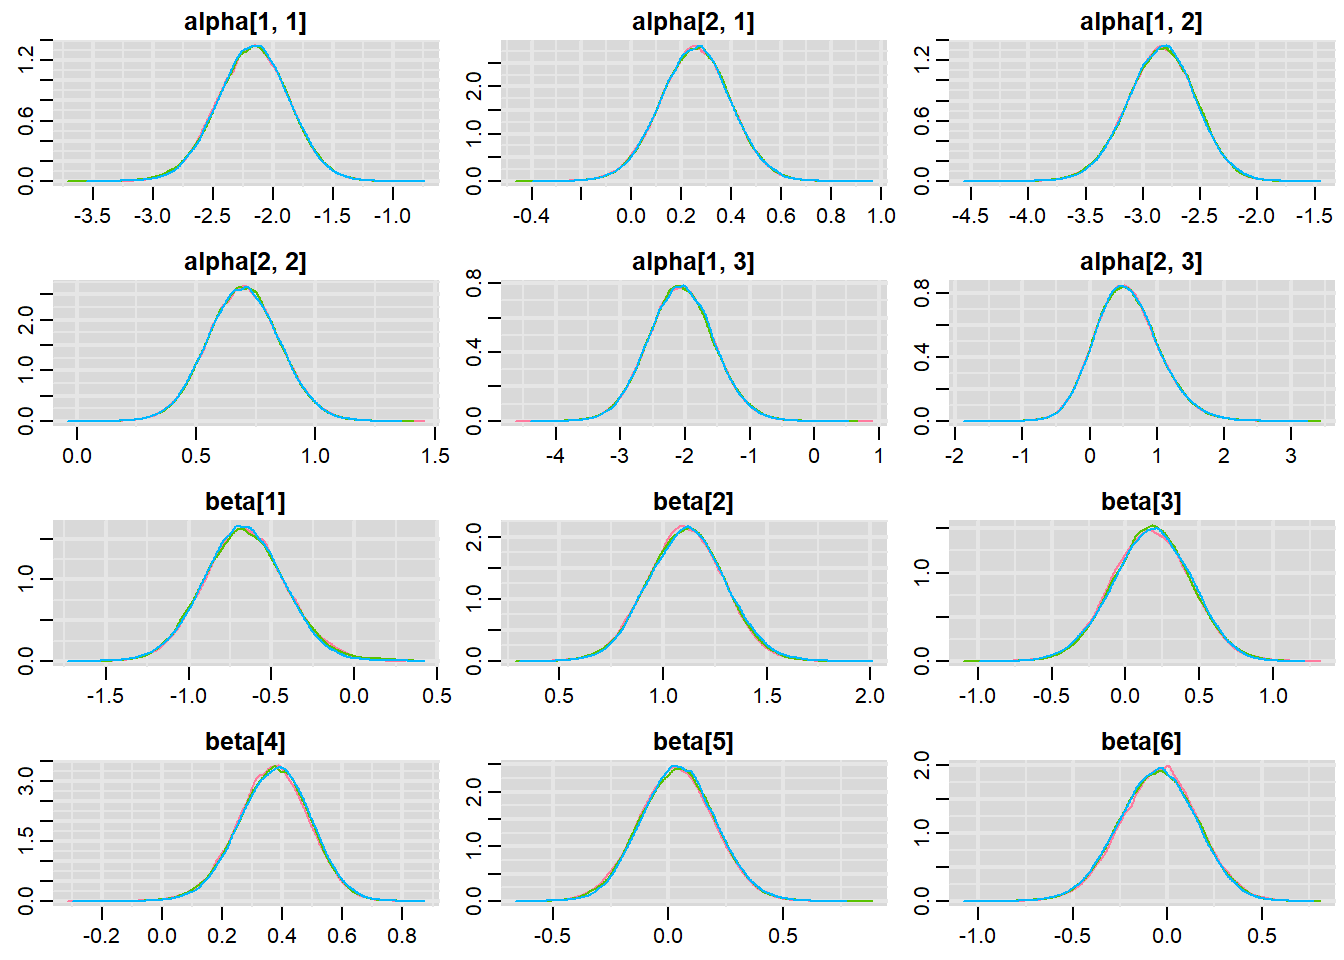 alpha[1, 1] alpha[2, 1] alpha[1, 2]
0.0 0.6 1.2
-3.5 -3.0 -2.5 -2.0 -1.5 -1.0
0.0 1.0 2.0
-0.4 0.0 0.2 0.4 0.6 0.8 1.0
0.0 0.6 1.2
-4.5 -4.0 -3.5 -3.0 -2.5 -2.0 -1.5
alpha[2, 2] alpha[1, 3] alpha[2, 3]
0.0 1.0 2.0
0.0 0.5 1.0 1.5
0.0 0.4 0.8
-4 -3 -2 -1 0 1
0.0 0.4 0.8
-2 -1 0 1 2 3
beta[1] beta[2] beta[3]
0.0 1.0
-1.5 -1.0 -0.5 0.0 0.5
0.0 1.0 2.0
0.5 1.0 1.5 2.0
0.0 1.0
-1.0 -0.5 0.0 0.5 1.0
beta[4] beta[5] beta[6]
0.0 1.5 3.0
-0.2 0.0 0.2 0.4 0.6 0.8
0.0 1.0 2.0
-0.5 0.0 0.5
0.0 1.0 2.0
-1.0 -0.5 0.0 0.5